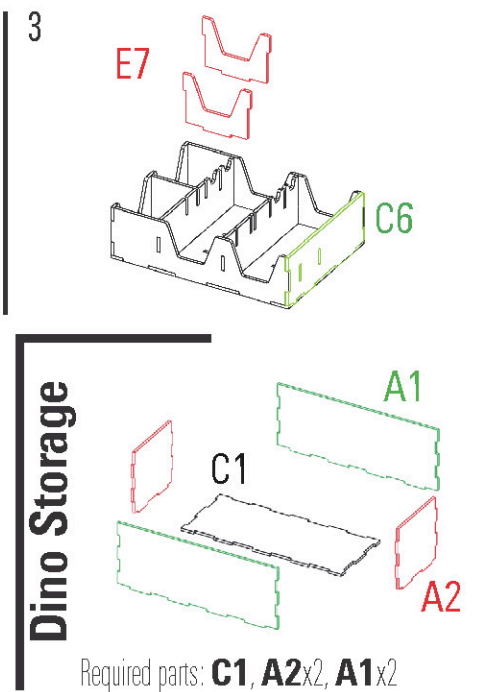 3
E7
C6
Dino Storage
A1
C1
A2
Required parts: C1, A2x2, A1x2